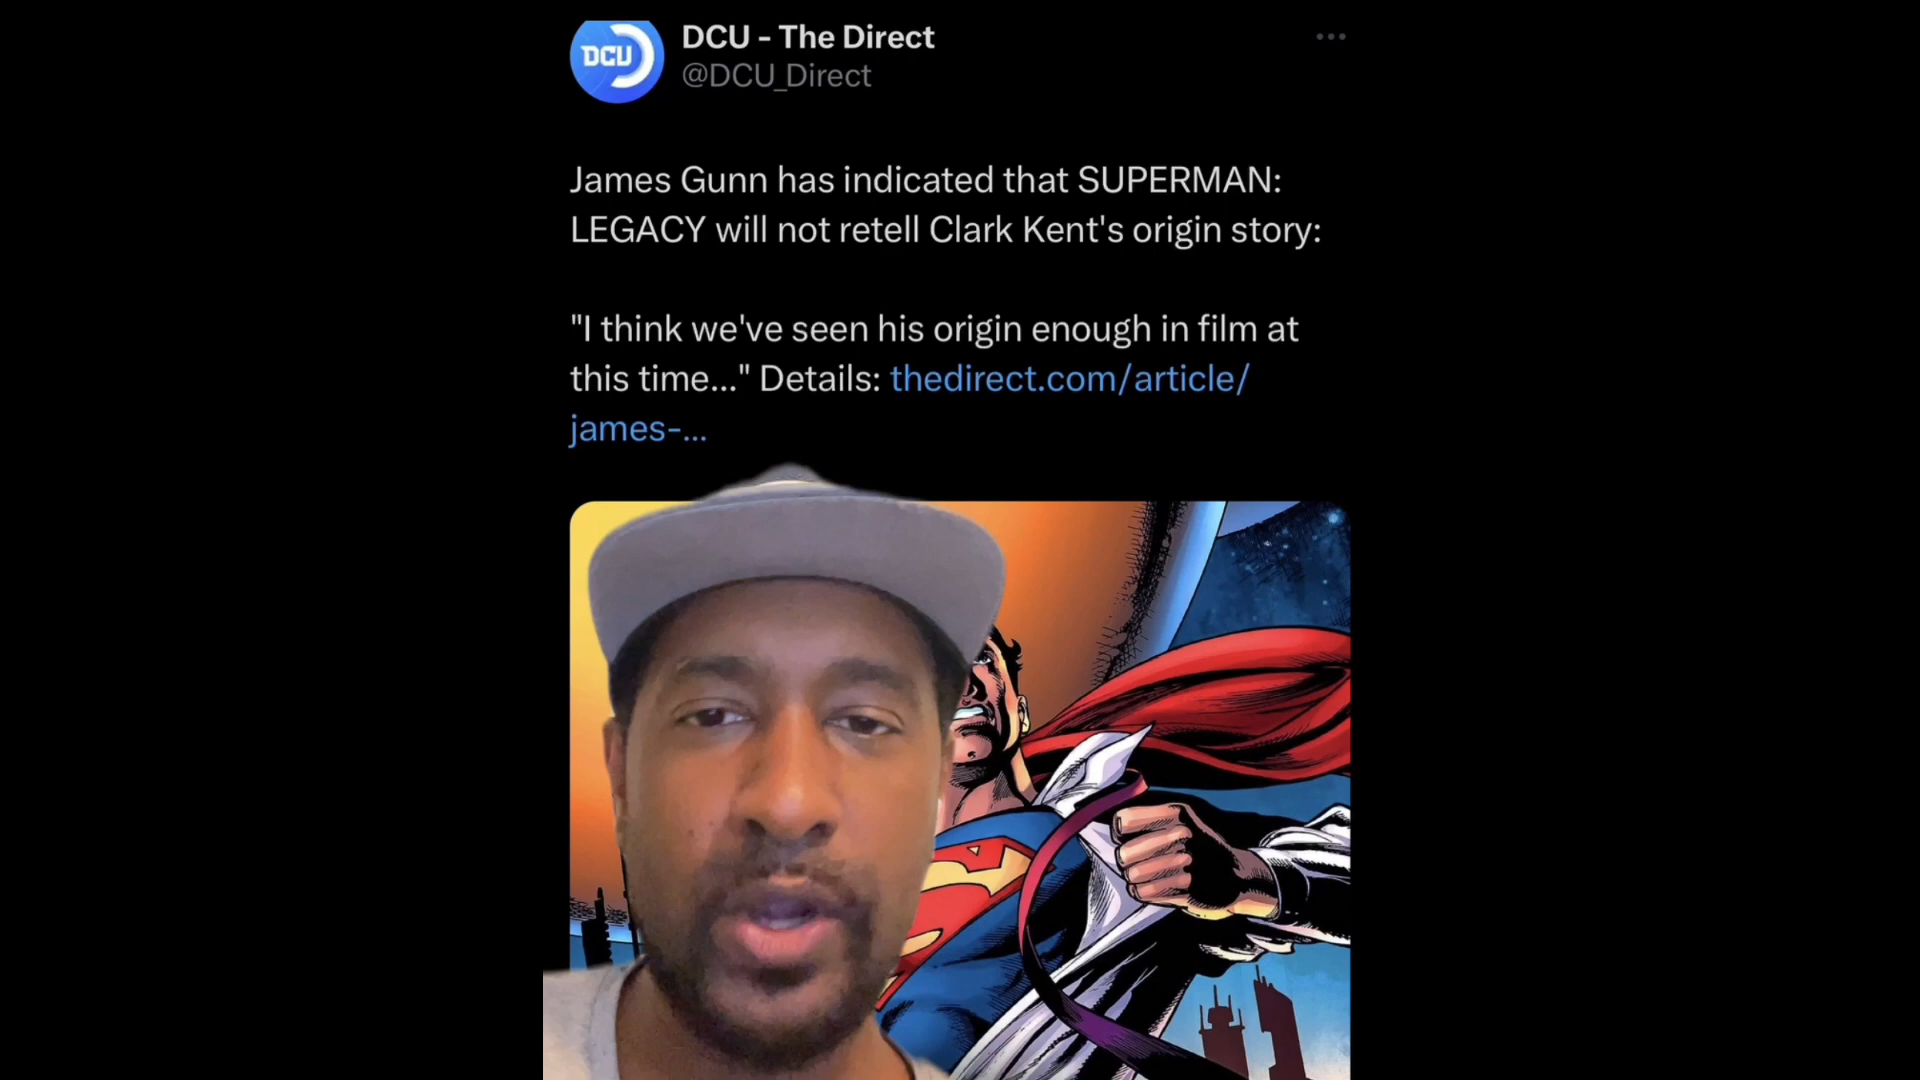 DCU
DCU - The Direct
@DCU_Direct
James Gunn has indicated that SUPERMAN:
LEGACY will not retell Clark Kent's origin story:
"I think we've seen his origin enough in film at
this time..." Details: thedirect.com/article/
james-...